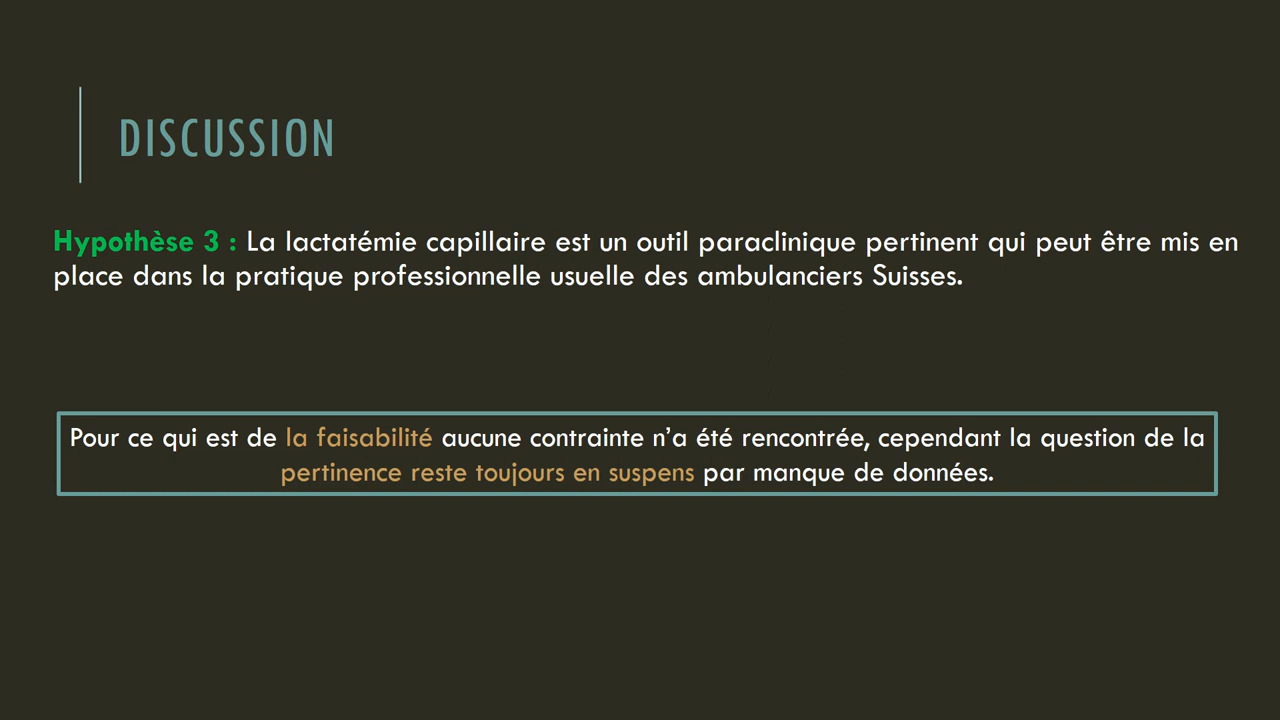 DISCUSSION
Hypothèse 3 : La lactatémie capillaire est un outil paraclinique pertinent qui peut être mis en
place dans la pratique professionnelle usuelle des ambulanciers Suisses.
Pour ce qui est de la faisabilité aucune contrainte n’a été rencontrée, cependant la question de la
pertinence reste toujours en suspens par manque de données.